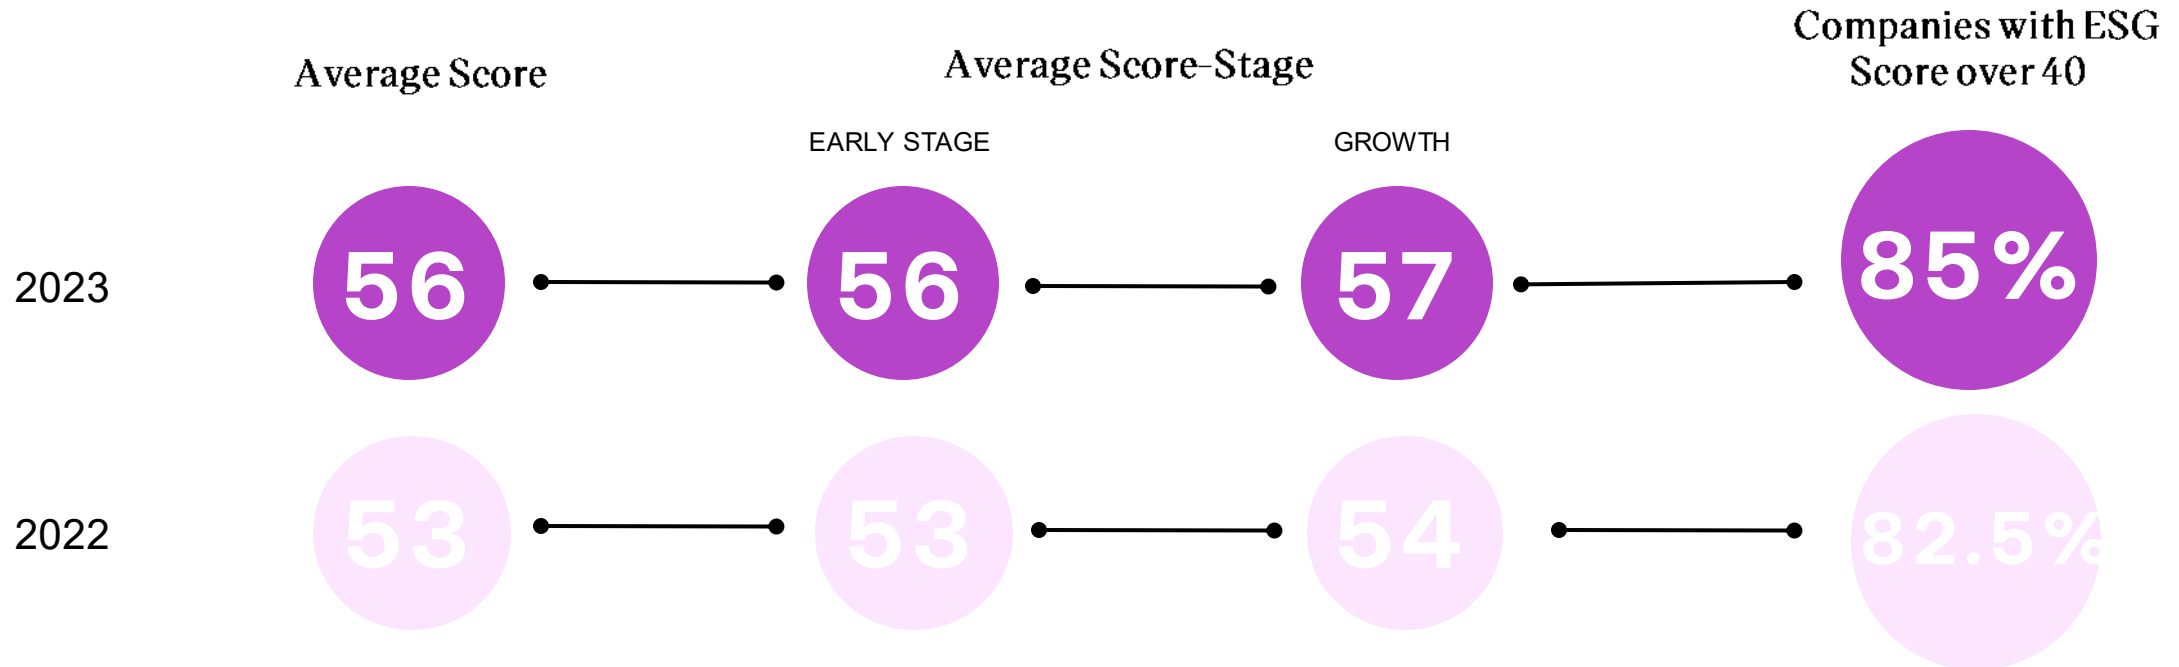 Average Score
Average Score–Stage
Companies with ESG
Score over 40
EARLY STAGE
GROWTH
2023
56
56
57
85%
2022
53
53
54
82.5%